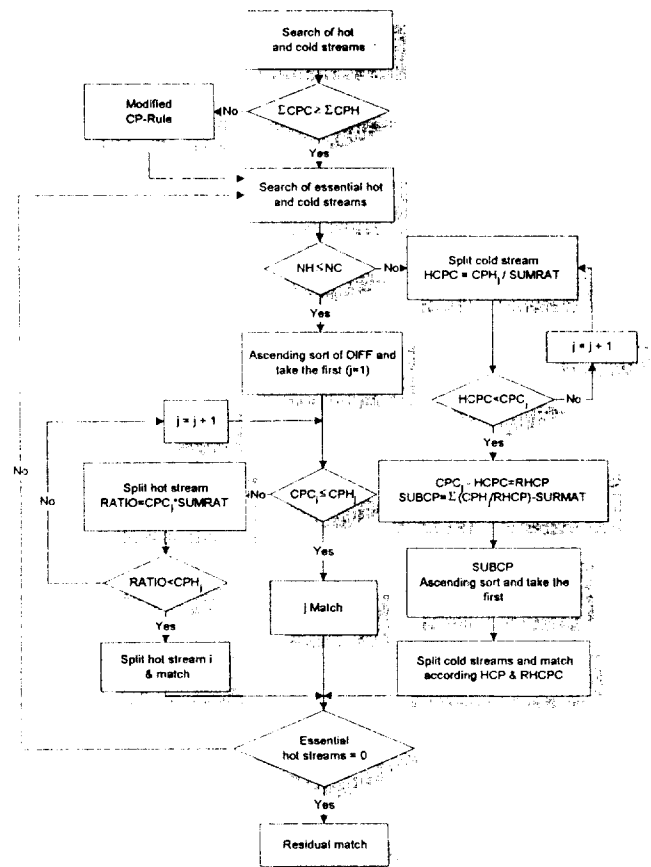 Search of hot
and cold streams
Modified
CP-Rule
No
ΣCPC ≥ ΣCPH
Yes
Search of essential hot
and cold streams
NH ≤ NC
No
Split cold stream
HCPC = CPHj / SUMRAT
Yes
Ascending sort of DIFF and
take the first (j=1)
j = j + 1
HCPC<CPCj
No
j = j + 1
No
No
Yes
Split hot stream
RATIO=CPCj*SUMRAT
No
CPCj ≤ CPHj
CPCj - HCPC=RHCP
SUBCP=Σ(CPHj/RHCP)-SURMAT
Yes
RATIO<CPHj
j Match
SUBCP
Ascending sort and take the
first
Yes
Split hot stream i
& match
Split cold streams and match
according HCP & RHCPC
Essential
hot streams = 0
Yes
Residual match